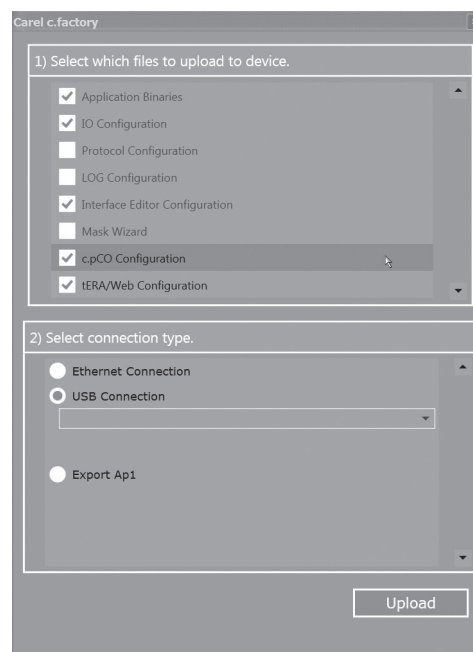 Carel c.factory
1) Select which files to upload to device.
Application Binaries
IO Configuration
Protocol Configuration
LOG Configuration
Interface Editor Configuration
Mask Wizard
c.pCO Configuration
tERA/Web Configuration
2) Select connection type.
Ethernet Connection
USB Connection
Export Ap1
Upload